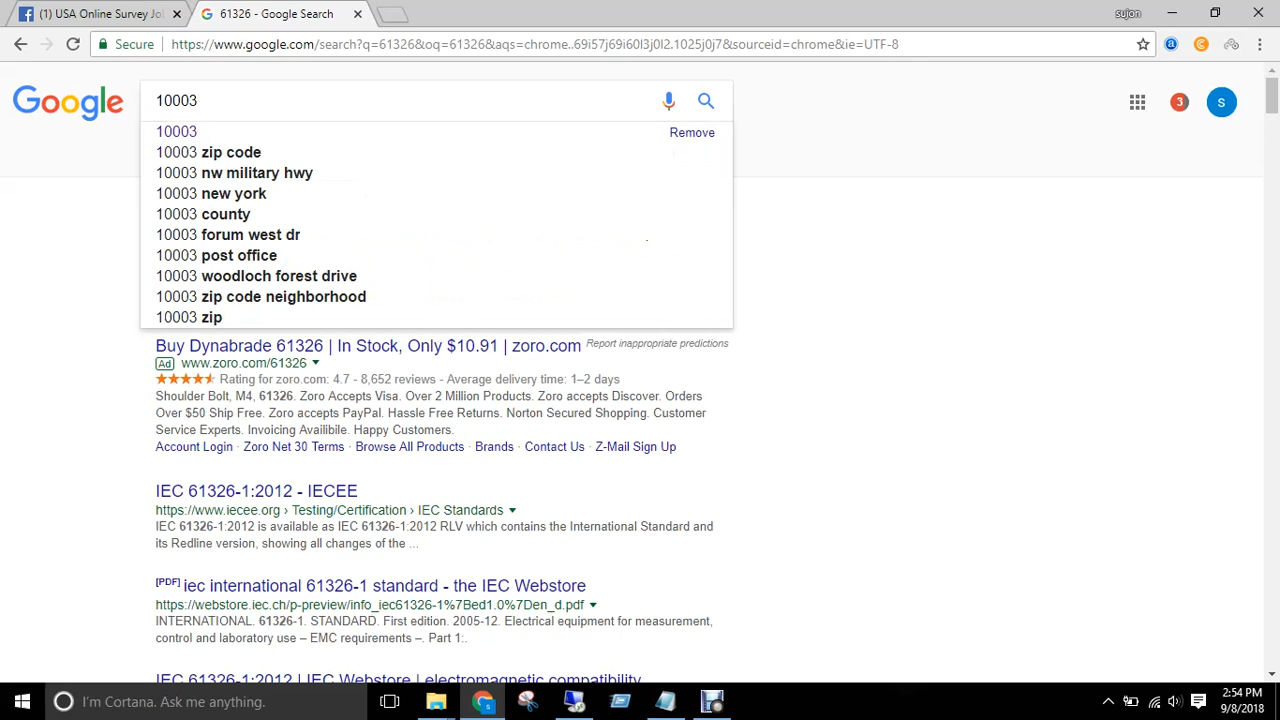 (1) USA Online Survey Jo
61326 - Google Search
sujon
Secure
https://www.google.com/search?q=61326&oq=61326&aqs=chrome..69i57j69i60l3j0l2.1025j0j7&sourceid=chrome&ie=UTF-8
Google
10003
3
s
10003
Remove
10003 zip code
10003 nw military hwy
10003 new york
10003 county
10003 forum west dr
10003 post office
10003 woodloch forest drive
10003 zip code neighborhood
10003 zip
Buy Dynabrade 61326 | In Stock, Only $10.91 | zoro.com
Report inappropriate predictions
Ad www.zoro.com/61326
Rating for zoro.com: 4.7 - 8,652 reviews - Average delivery time: 1–2 days
Shoulder Bolt, M4, 61326. Zoro Accepts Visa. Over 2 Million Products. Zoro accepts Discover. Orders
Over $50 Ship Free. Zoro accepts PayPal. Hassle Free Returns. Norton Secured Shopping. Customer
Service Experts. Invoicing Availible. Happy Customers.
Account Login · Zoro Net 30 Terms · Browse All Products · Brands · Contact Us · Z-Mail Sign Up
IEC 61326-1:2012 - IECEE
https://www.iecee.org › Testing/Certification › IEC Standards
IEC 61326-1:2012 is available as IEC 61326-1:2012 RLV which contains the International Standard and
its Redline version, showing all changes of the ...
[PDF] iec international 61326-1 standard - the IEC Webstore
https://webstore.iec.ch/p-preview/info_iec61326-1%7Bed1.0%7Den_d.pdf
INTERNATIONAL. 61326-1. STANDARD. First edition. 2005-12. Electrical equipment for measurement,
control and laboratory use – EMC requirements –. Part 1:.
IEC 61326-1:2012 | IEC Webstore | electromagnetic compatibility
I'm Cortana. Ask me anything.
2:54 PM
9/8/2018